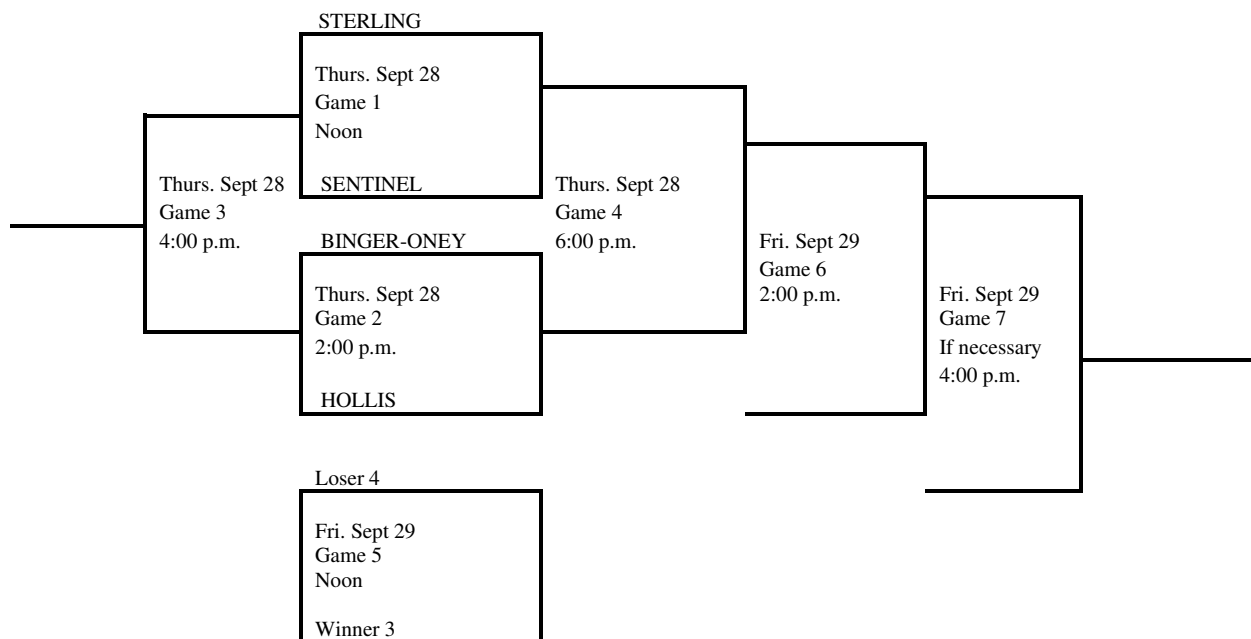 STERLING
Thurs. Sept 28
Game 1
Noon
SENTINEL
Thurs. Sept 28
Game 3
4:00 p.m.
BINGER-ONEY
Thurs. Sept 28
Game 2
2:00 p.m.
HOLLIS
Thurs. Sept 28
Game 4
6:00 p.m.
Fri. Sept 29
Game 6
2:00 p.m.
Fri. Sept 29
Game 7
If necessary
4:00 p.m.
Loser 4
Fri. Sept 29
Game 5
Noon
Winner 3